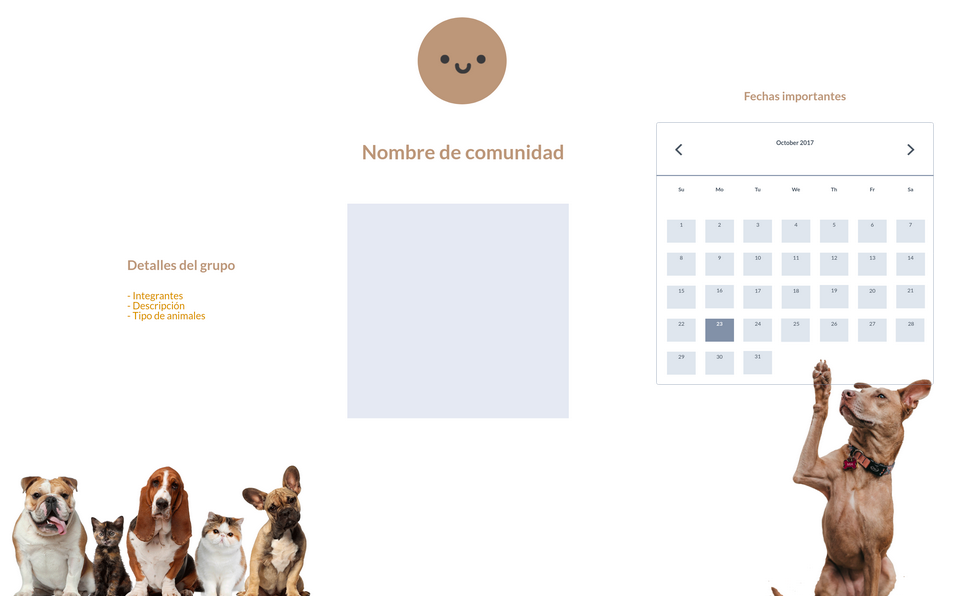 Nombre de comunidad
Detalles del grupo
- Integrantes
- Descripción
- Tipo de animales
Fechas importantes
October 2017
Su Mo Tu We Th Fr Sa
1 2 3 4 5 6 7
8 9 10 11 12 13 14
15 16 17 18 19 20 21
22 23 24 25 26 27 28
29 30 31